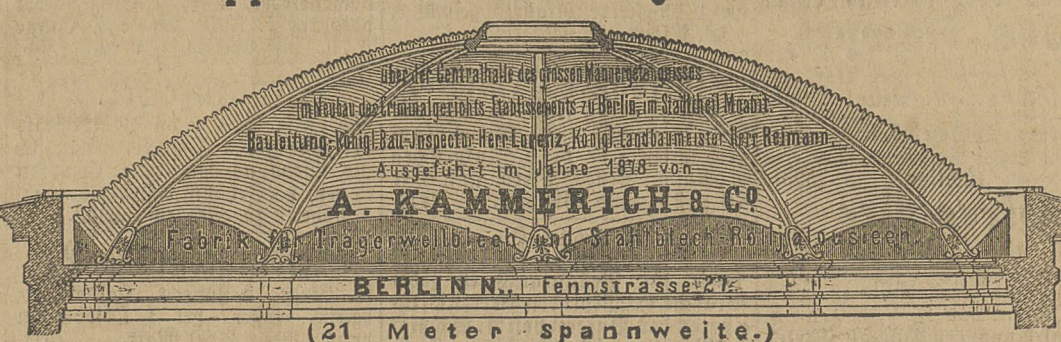 über der Centralhalle des grossen Männergefängnisses
im Neubau des Criminalgerichts-Etablissements zu Berlin, im Stadttheil Moabit.
Bauleitung: Königl. Bau-Inspector Herr Lorenz, Königl. Landbaumeister Herr Reimann,
Ausgeführt im Jahre 1878 von
A. KAMMERICH & Co.
Fabrik für Trägerwellblech und Stahlblech-Rolljalousieen,
BERLIN N., Fennstrasse 27.
(21 Meter Spannweite.)